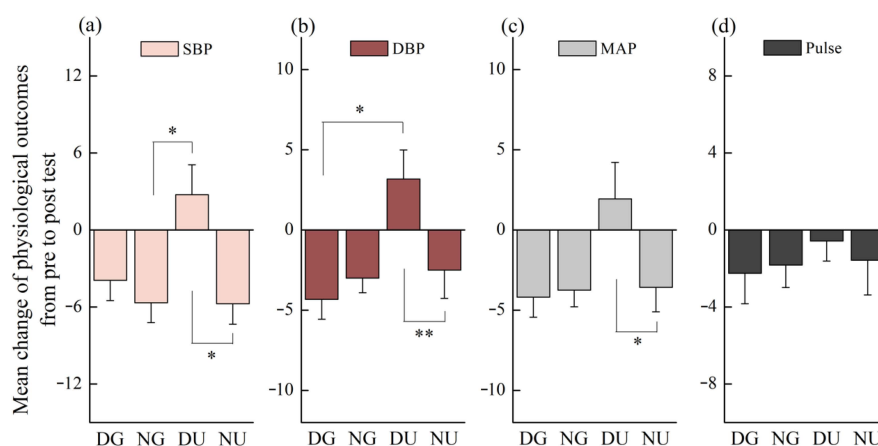 Mean change of physiological outcomes
from pre to post test
(a)
SBP
12
6
0
−6
−12
*
*
DG NG DU NU
(b)
DBP
10
5
0
−5
−10
*
**
DG NG DU NU
(c)
MAP
10
5
0
−5
−10
*
DG NG DU NU
(d)
Pulse
8
4
0
−4
−8
DG NG DU NU